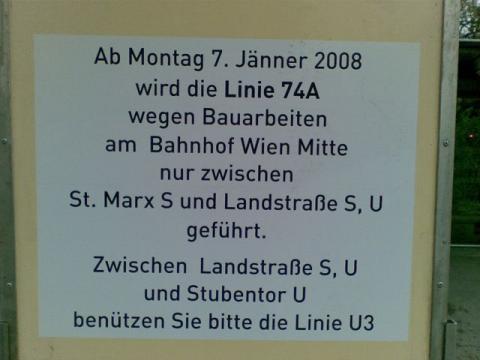 Ab Montag 7. Jänner 2008
wird die Linie 74A
wegen Bauarbeiten
am Bahnhof Wien Mitte
nur zwischen
St. Marx S und Landstraße S, U
geführt.
Zwischen Landstraße S, U
und Stubentor U
benützen Sie bitte die Linie U3